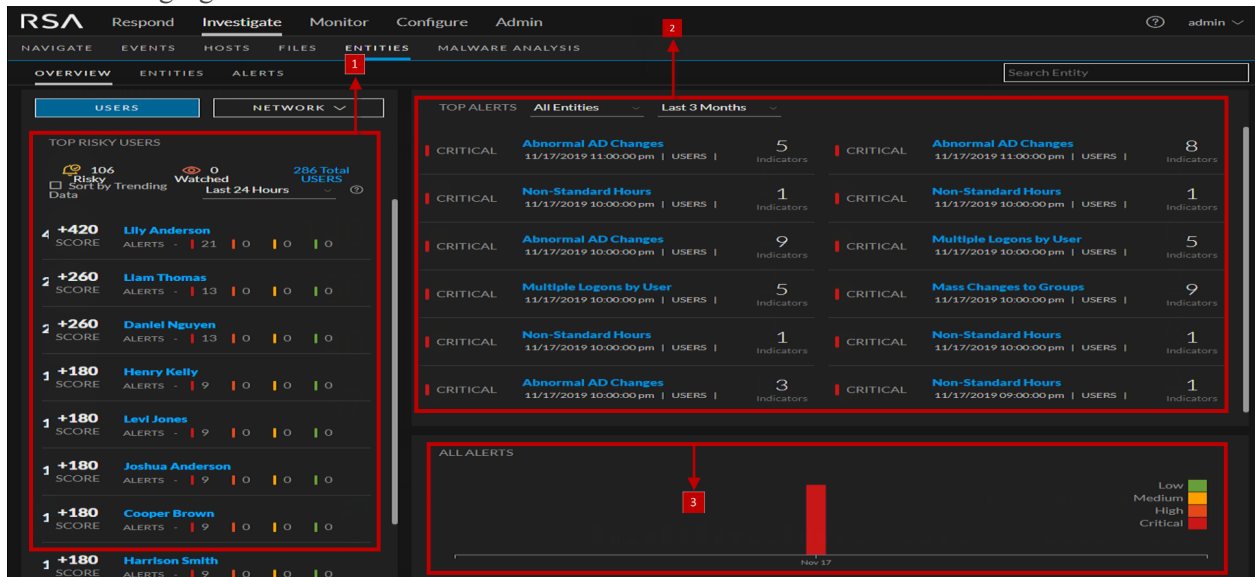 RSA Respond Investigate Monitor Configure Admin admin
2
NAVIGATE EVENTS HOSTS FILES ENTITIES MALWARE ANALYSIS
1
OVERVIEW ENTITIES ALERTS Search Entity
USERS NETWORK
TOP RISKY USERS
106 Risky 0 Watched 286 Total USERS
Sort by Trending Data Last 24 Hours
+420 SCORE Lily Anderson
ALERTS - 21 0 0 0
+260 SCORE Liam Thomas
ALERTS - 13 0 0 0
+260 SCORE Daniel Nguyen
ALERTS - 13 0 0 0
+180 SCORE Henry Kelly
ALERTS - 9 0 0 0
+180 SCORE Levi Jones
ALERTS - 9 0 0 0
+180 SCORE Joshua Anderson
ALERTS - 9 0 0 0
+180 SCORE Cooper Brown
ALERTS - 9 0 0 0
+180 SCORE Harrison Smith
ALERTS - 9 0 0 0
TOP ALERTS All Entities Last 3 Months
CRITICAL Abnormal AD Changes 5
11/17/2019 11:00:00 pm | USERS | Indicators
CRITICAL Abnormal AD Changes 8
11/17/2019 11:00:00 pm | USERS | Indicators
CRITICAL Non-Standard Hours 1
11/17/2019 10:00:00 pm | USERS | Indicators
CRITICAL Non-Standard Hours 1
11/17/2019 10:00:00 pm | USERS | Indicators
CRITICAL Abnormal AD Changes 9
11/17/2019 10:00:00 pm | USERS | Indicators
CRITICAL Multiple Logons by User 5
11/17/2019 10:00:00 pm | USERS | Indicators
CRITICAL Multiple Logons by User 5
11/17/2019 10:00:00 pm | USERS | Indicators
CRITICAL Mass Changes to Groups 9
11/17/2019 10:00:00 pm | USERS | Indicators
CRITICAL Non-Standard Hours 1
11/17/2019 10:00:00 pm | USERS | Indicators
CRITICAL Non-Standard Hours 1
11/17/2019 10:00:00 pm | USERS | Indicators
CRITICAL Abnormal AD Changes 3
11/17/2019 10:00:00 pm | USERS | Indicators
CRITICAL Non-Standard Hours 1
11/17/2019 09:00:00 pm | USERS | Indicators
ALL ALERTS
3
Low
Medium
High
Critical
Nov 17